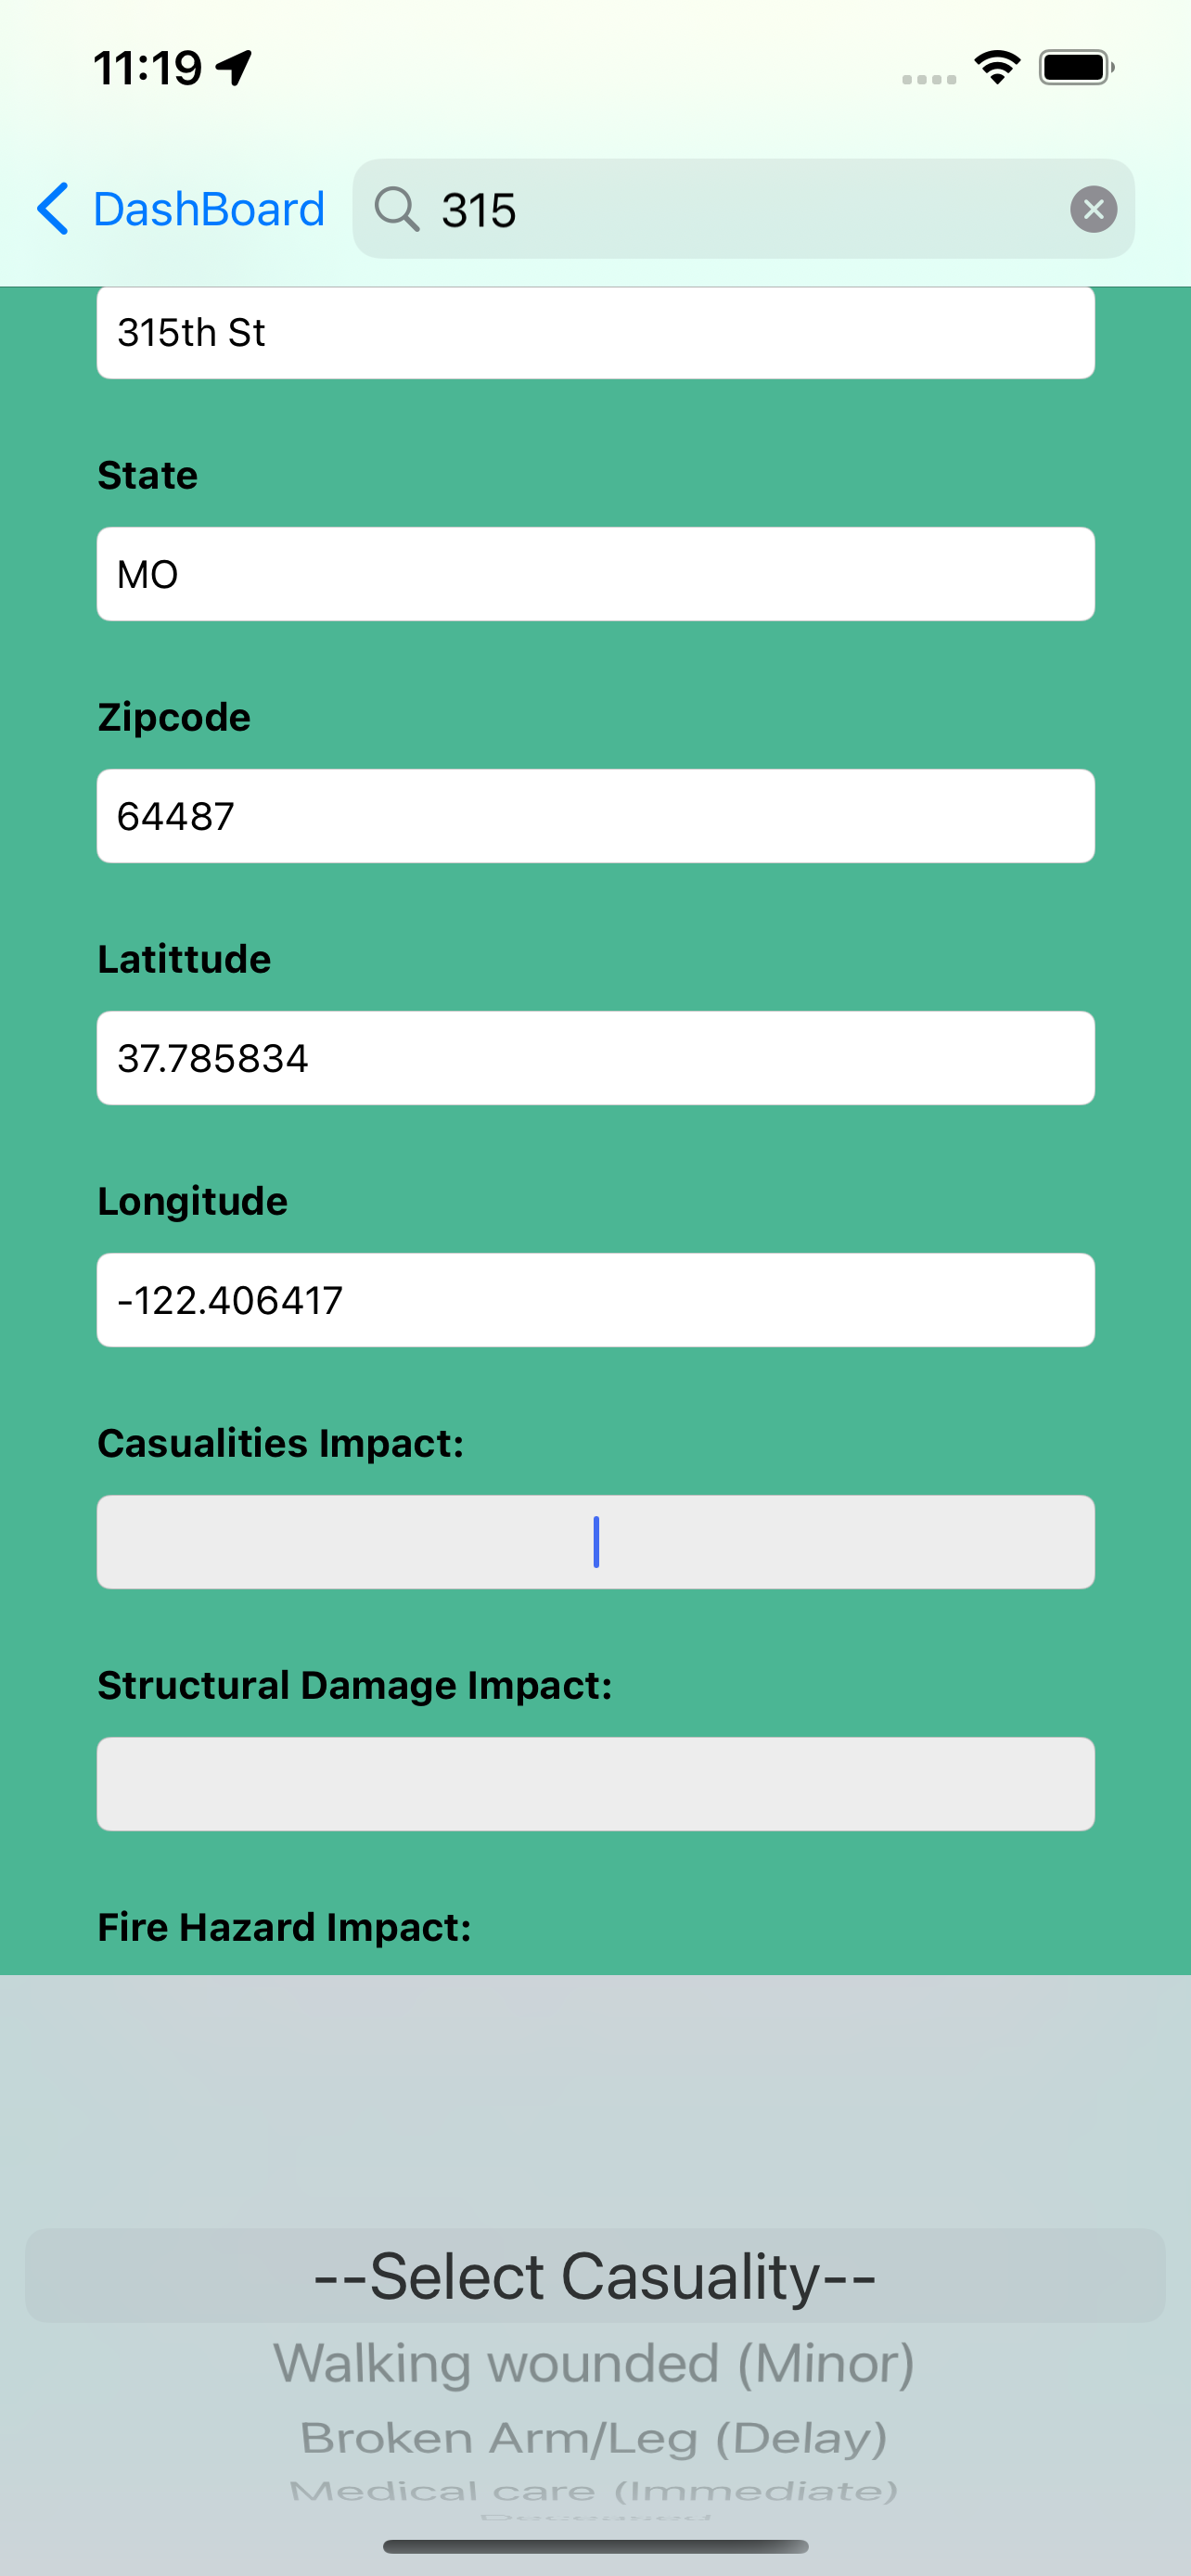 11:19
DashBoard
315
315th St
State
MO
Zipcode
64487
Latittude
37.785834
Longitude
-122.406417
Casualities Impact:
Structural Damage Impact:
Fire Hazard Impact:
--Select Casuality--
Walking wounded (Minor)
Broken Arm/Leg (Delay)
Medical care (Immediate)
Deceased